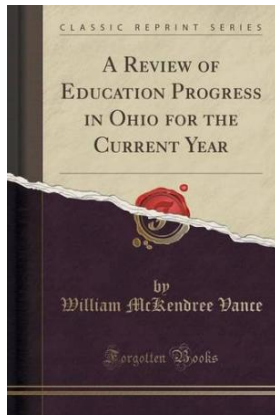 CLASSIC REPRINT SERIES
A REVIEW OF
EDUCATION PROGRESS
IN OHIO FOR THE
CURRENT YEAR
by
William McKendree Vance
Forgotten Books